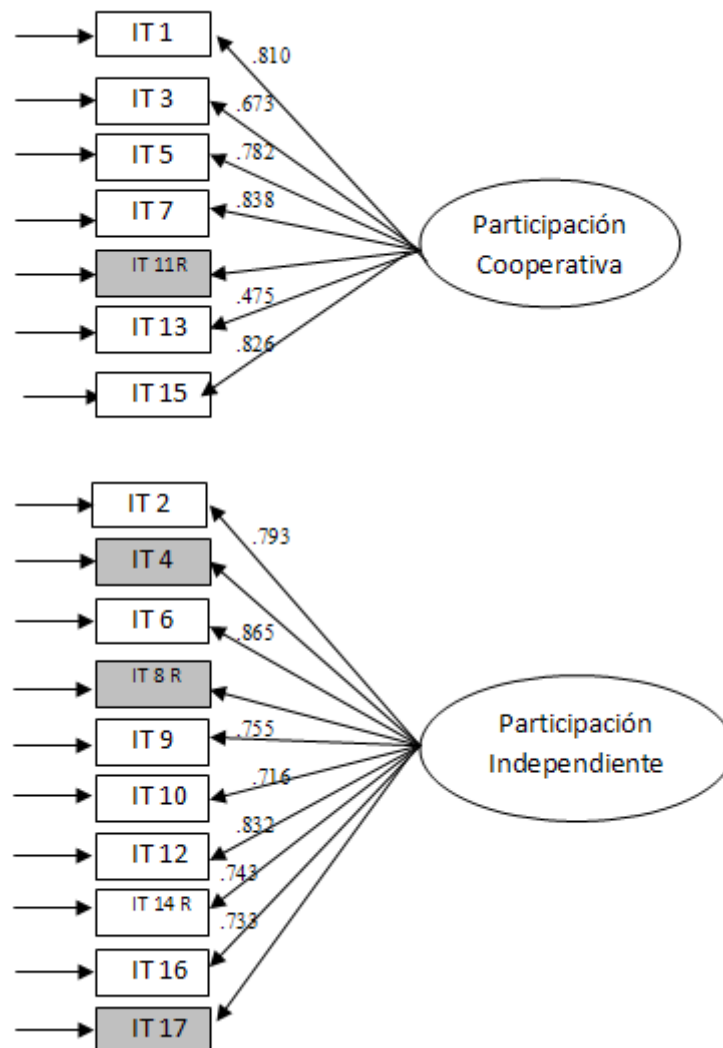 IT 1
.810
IT 3
.673
IT 5
.782
IT 7
.838
IT 11R
.475
IT 13
.826
IT 15
Participación
Cooperativa
IT 2
.793
IT 4
IT 6
.865
IT 8 R
IT 9
.755
IT 10
.716
.832
IT 12
.743
IT 14 R
.733
IT 16
IT 17
Participación
Independiente